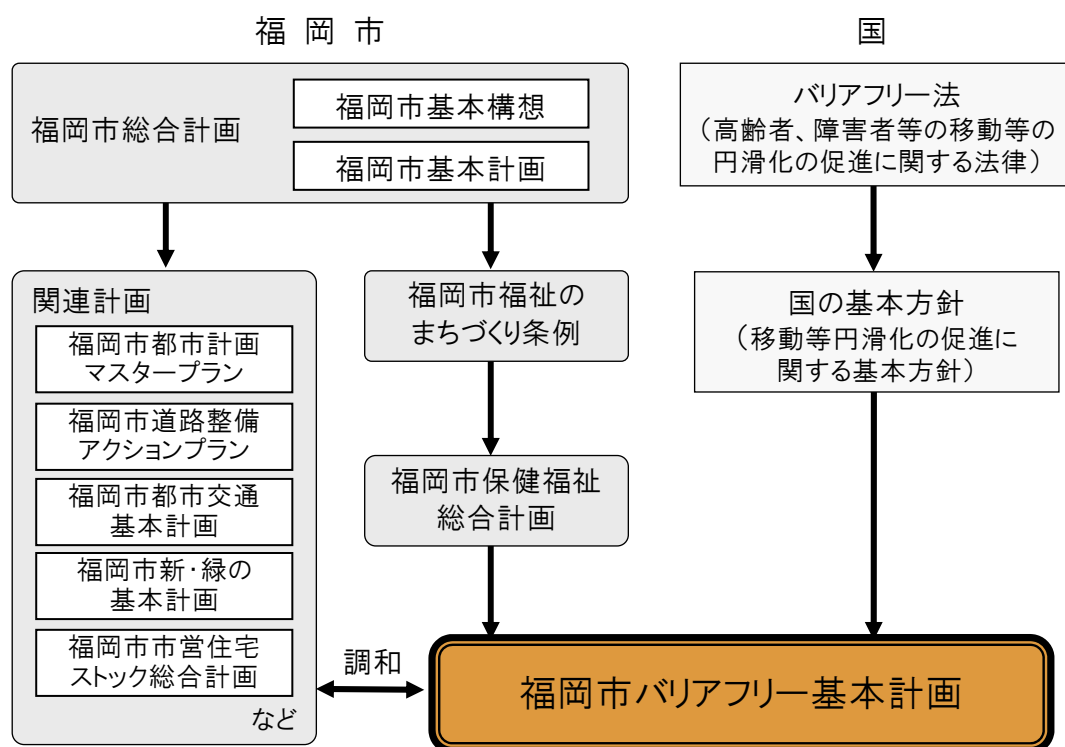 福岡市
国
福岡市総合計画
福岡市基本構想
福岡市基本計画
バリアフリー法
（高齢者、障害者等の移動等の
円滑化の促進に関する法律）
関連計画
福岡市都市計画
マスタープラン
福岡市道路整備
アクションプラン
福岡市都市交通
基本計画
福岡市新・緑の
基本計画
福岡市市営住宅
ストック総合計画
など
福岡市福祉の
まちづくり条例
福岡市保健福祉
総合計画
国の基本方針
（移動等円滑化の促進に
関する基本方針）
調和
福岡市バリアフリー基本計画